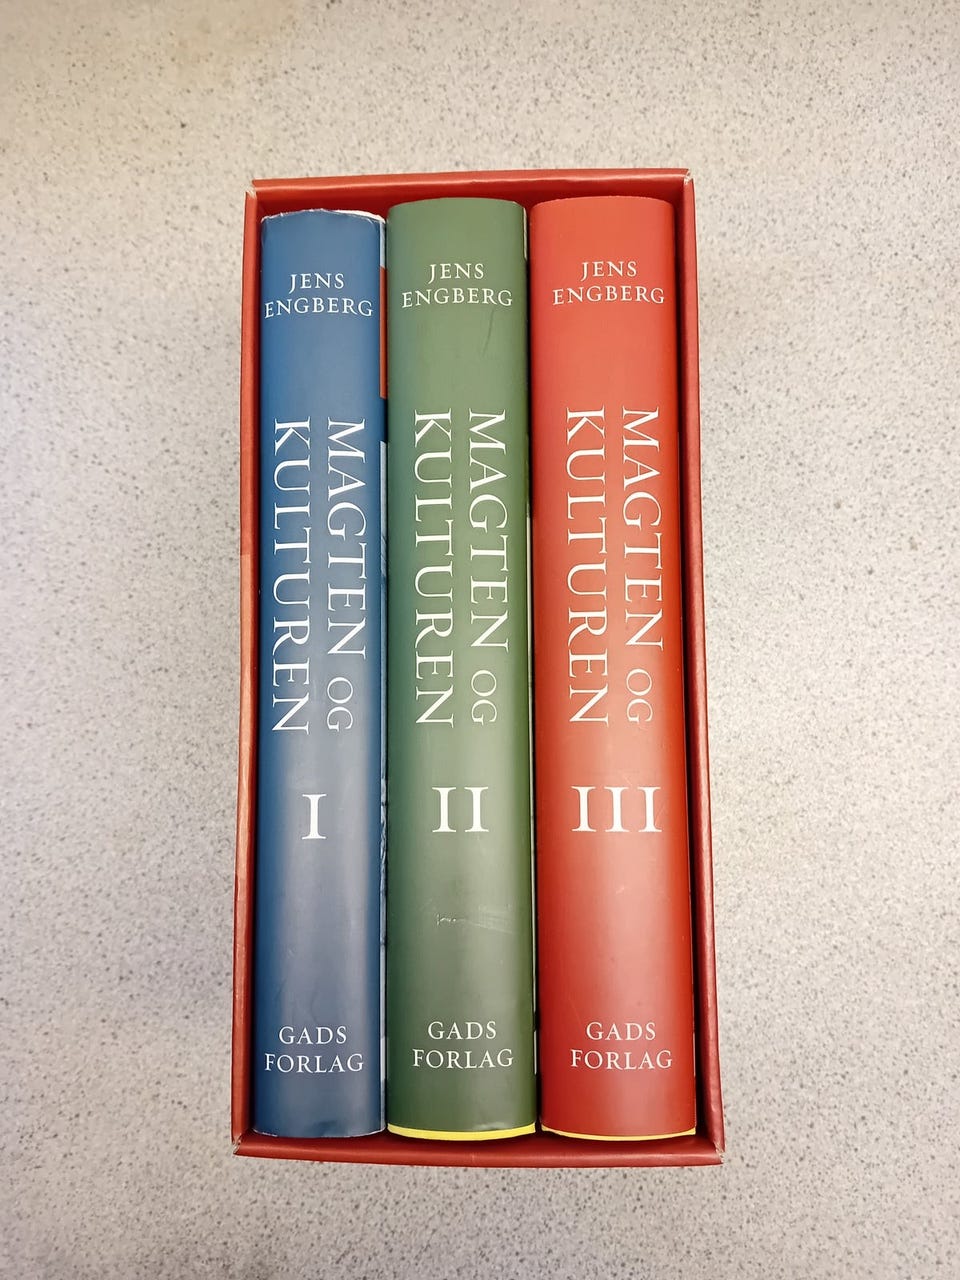 JENS
ENGBERG
MAGTEN OG
KULTUREN
I
GADS
FORLAG
JENS
ENGBERG
MAGTEN OG
KULTUREN
II
GADS
FORLAG
JENS
ENGBERG
MAGTEN OG
KULTUREN
III
GADS
FORLAG